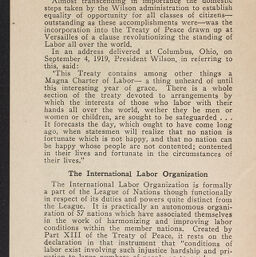 Almost transcending in importance the domestic
steps taken by the Wilson administration to establish
equality of opportunity for all classes of citizens—
outstanding as these accomplishments were—was the
incorporation into the Treaty of Peace drawn up at
Versailles of a clause revolutionizing the standing of
Labor all over the world.
In an address delivered at Columbus, Ohio, on
September 4, 1919, President Wilson, in referring to
this, said:
"This Treaty contains among other things a
Magna Charter of Labor—a thing unheard of until
this interesting year of grace. There is a whole
section of the treaty devoted to arrangements by
which the interests of those who labor with their
hands all over the world, wether they be men or
women or children, are sought to be safeguarded . . .
It forecasts the day, which ought to have come long
ago, when statesmen will realize that no nation is
fortunate which is not happy, and that no nation can
be happy whose people are not contented; contented
in their lives and fortunate in the circumstances of
their lives."
The International Labor Organization
The International Labor Organization is formally
a part of the League of Nations though functionally
in respect of its duties and powers quite distinct from
the League. It is practically an autonomous organi-
zation of 57 nations which have associated themselves
in the work of harmonizing and improving labor
conditions within the member nations. Created by
Part XIII of the Treaty of Peace, it rests on the
declaration in that instrument that "conditions of
labor exist involving such injustice hardship and pri-